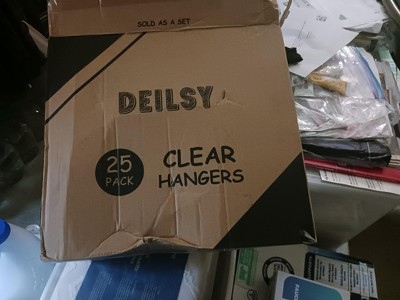 SOLD AS A SET
DEILSY
25
PACK
CLEAR
HANGERS